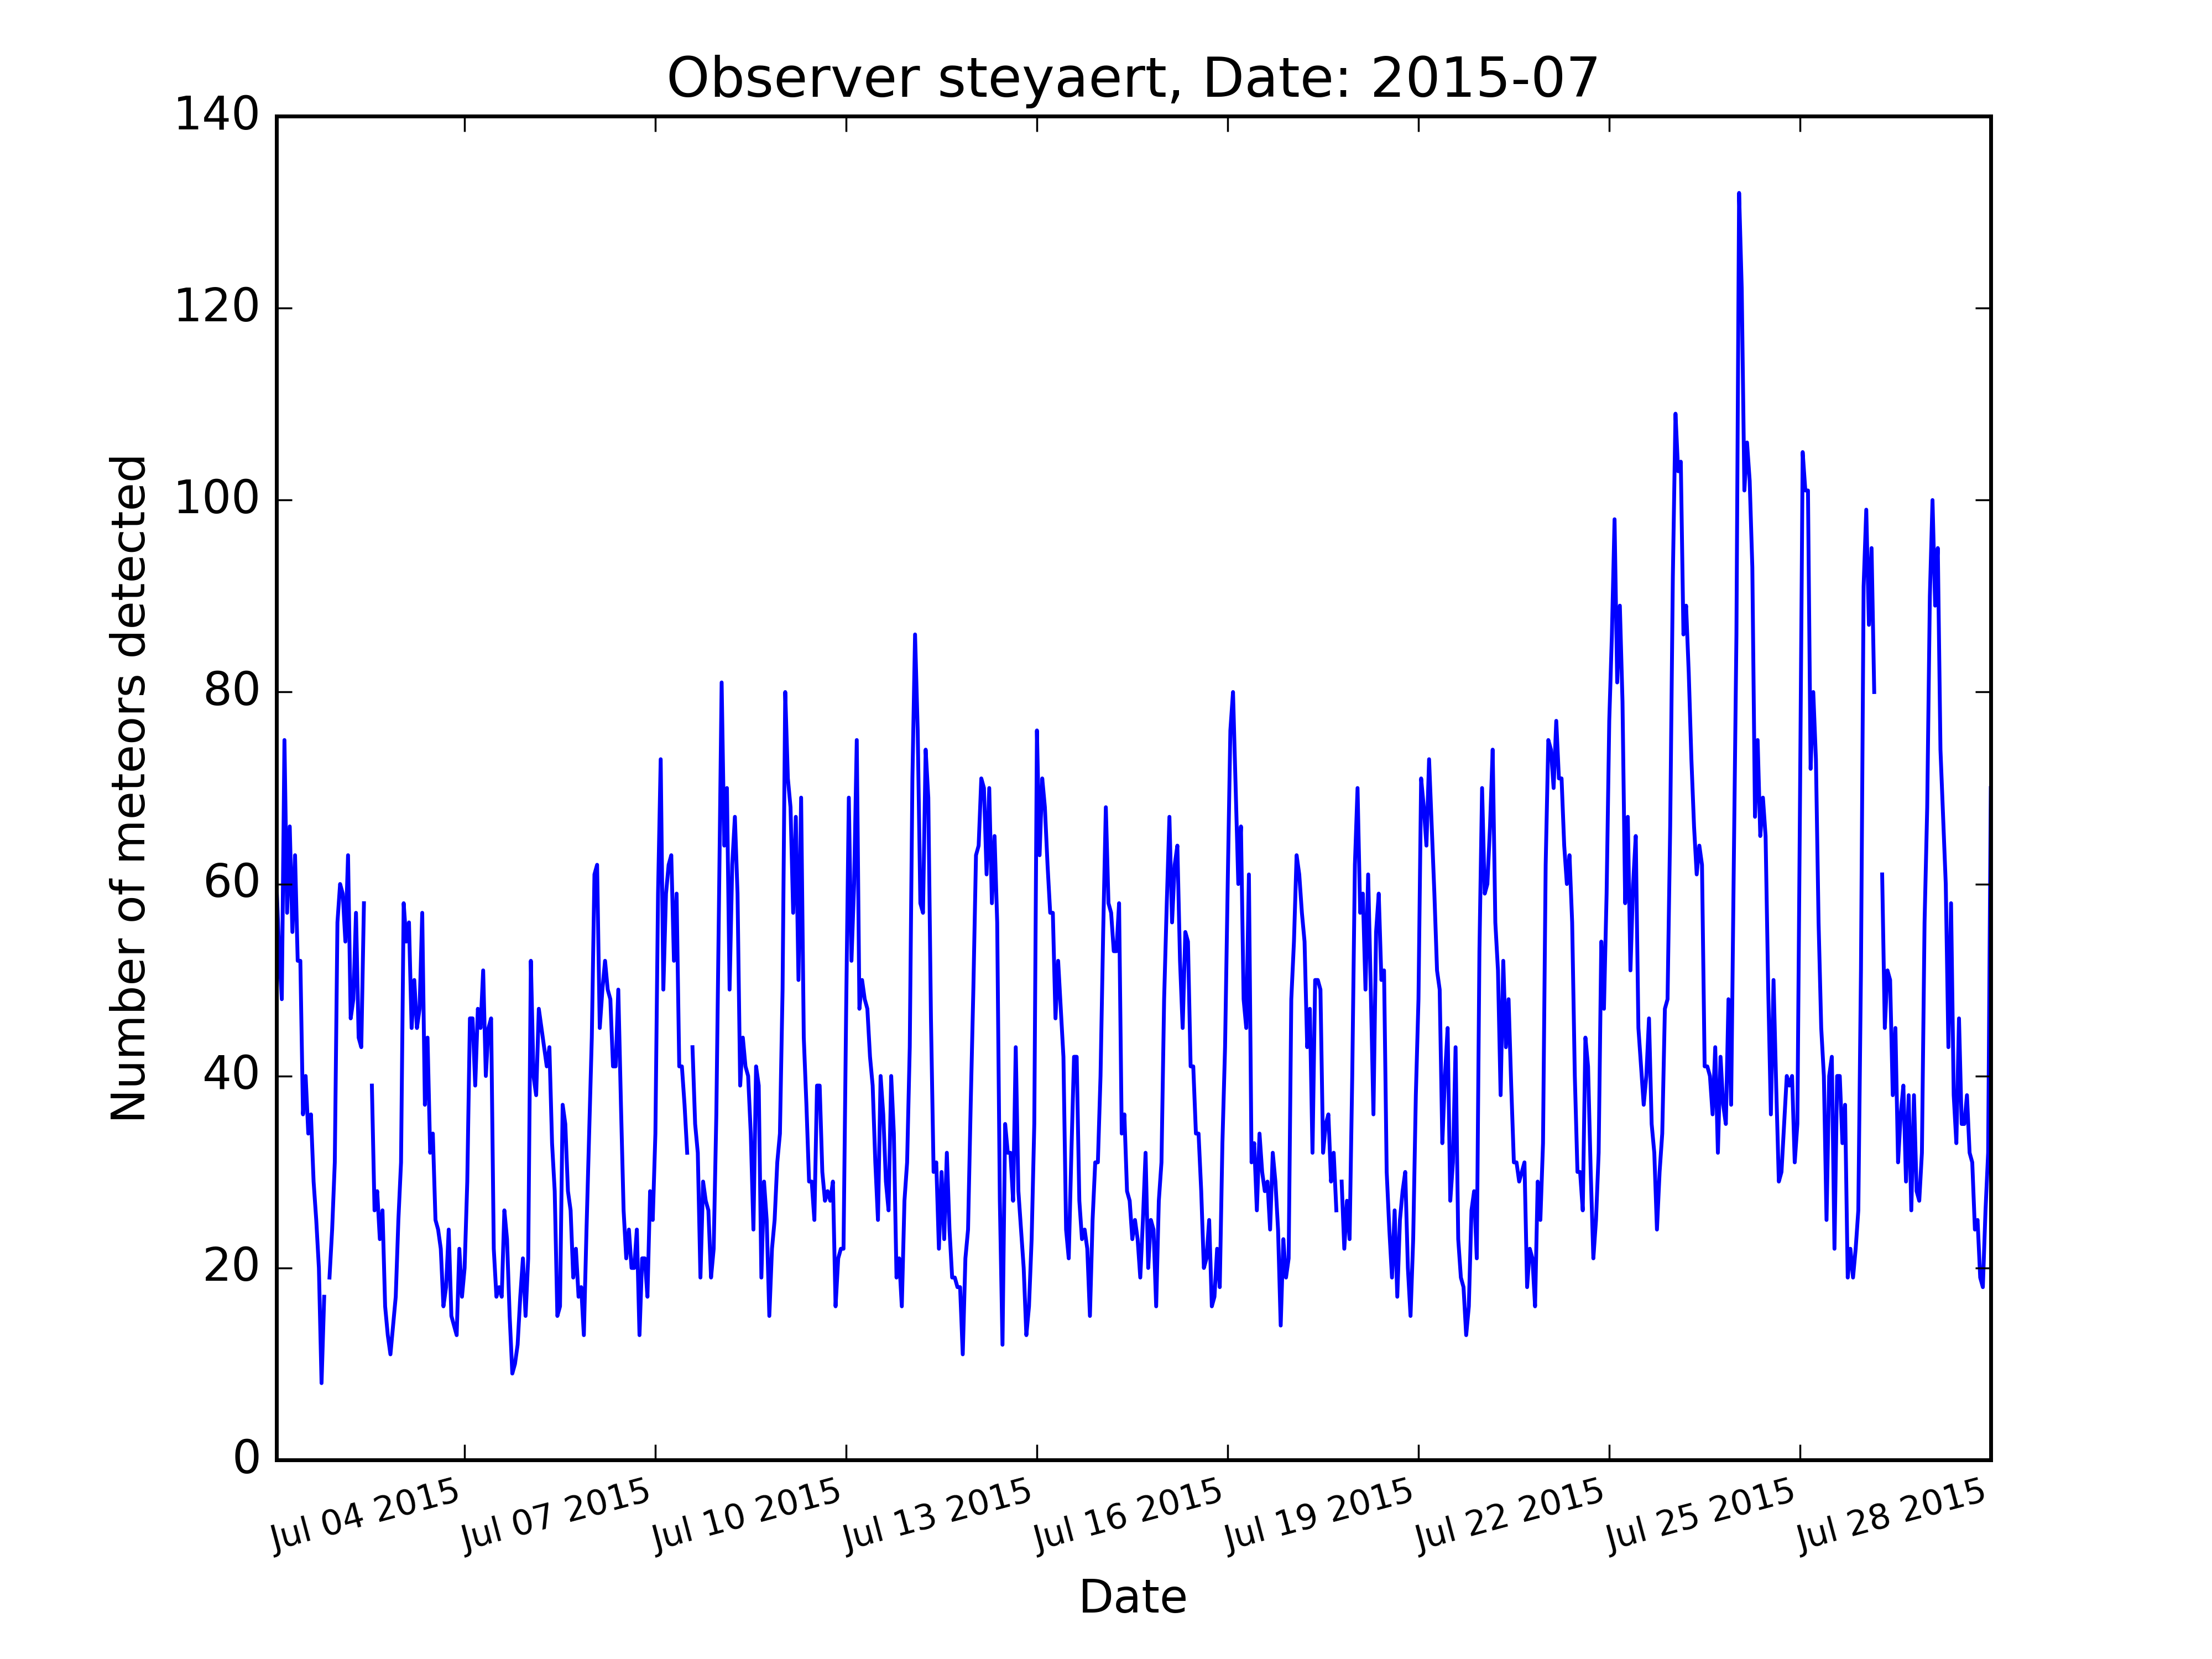 Observer steyaert, Date: 2015-07
140
120
100
80
60
40
20
0
Number of meteors detected
Jul 04 2015
Jul 07 2015
Jul 10 2015
Jul 13 2015
Jul 16 2015
Jul 19 2015
Jul 22 2015
Jul 25 2015
Jul 28 2015
Date